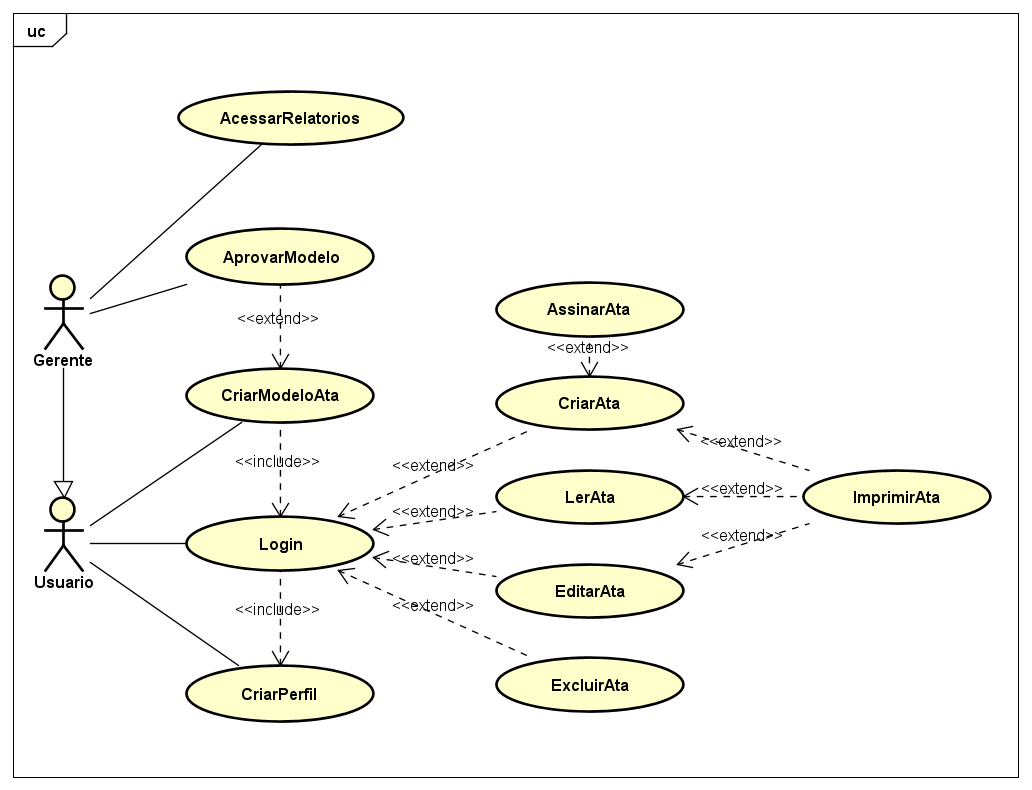 uc
AcessarRelatorios
AprovarModelo
<<extend>>
Gerente
CriarModeloAta
<<include>>
Login
Usuario
<<include>>
CriarPerfil
AssinarAta
<<extend>>
CriarAta
<<extend>>
<<extend>>
LerAta
<<extend>>
<<extend>>
ImprimirAta
<<extend>>
<<extend>>
EditarAta
<<extend>>
ExcluirAta